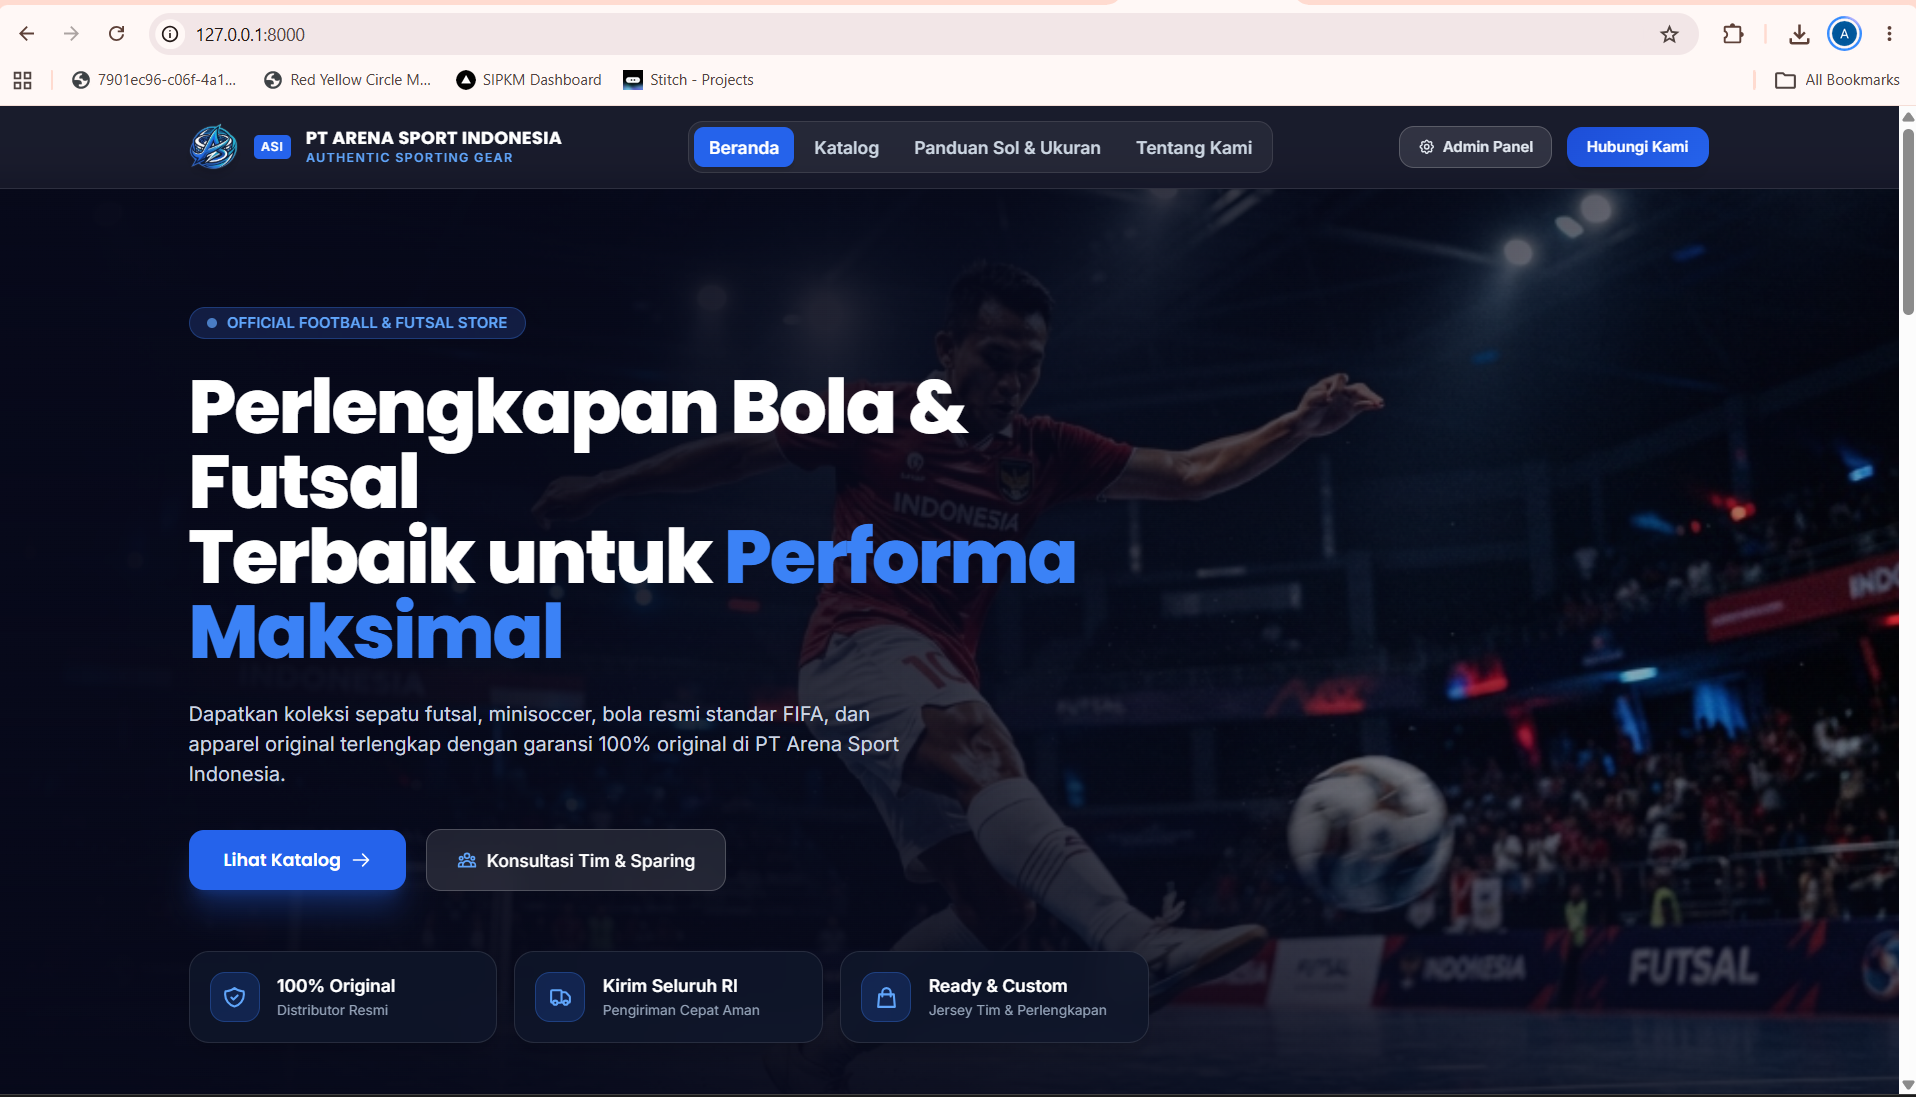 127.0.0.1:8000
7901ec96-c06f-4a1...
Red Yellow Circle M...
SIPKM Dashboard
Stitch - Projects
All Bookmarks
A
ASI
PT ARENA SPORT INDONESIA
AUTHENTIC SPORTING GEAR
Beranda
Katalog
Panduan Sol & Ukuran
Tentang Kami
Admin Panel
Hubungi Kami
OFFICIAL FOOTBALL & FUTSAL STORE
Perlengkapan Bola &
Futsal
Terbaik untuk Performa
Maksimal
INDONESIA
10
Dapatkan koleksi sepatu futsal, minisoccer, bola resmi standar FIFA, dan
apparel original terlengkap dengan garansi 100% original di PT Arena Sport
Indonesia.
Lihat Katalog
Konsultasi Tim & Sparing
100% Original
Distributor Resmi
Kirim Seluruh RI
Pengiriman Cepat Aman
Ready & Custom
Jersey Tim & Perlengkapan
INDONESIA
FUTSAL